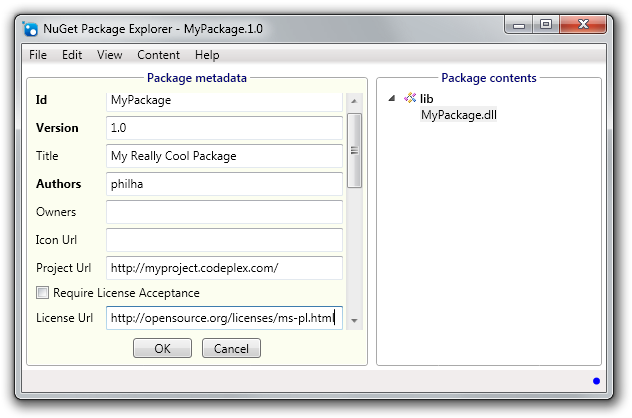 NuGet Package Explorer - MyPackage.1.0
File Edit View Content Help
Package metadata
Id MyPackage
Version 1.0
Title My Really Cool Package
Authors philha
Owners
Icon Url
Project Url http://myproject.codeplex.com/
Require License Acceptance
License Url http://opensource.org/licenses/ms-pl.html
OK Cancel
Package contents
lib
MyPackage.dll